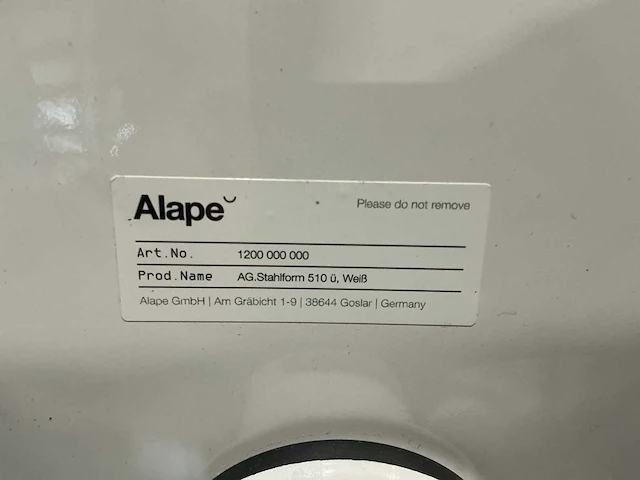 Alape
Please do not remove
Art.No. 1200 000 000
Prod.Name AG.Stahlform 510 ü, Weiß
Alape GmbH | Am Gräbicht 1-9 | 38644 Goslar | Germany